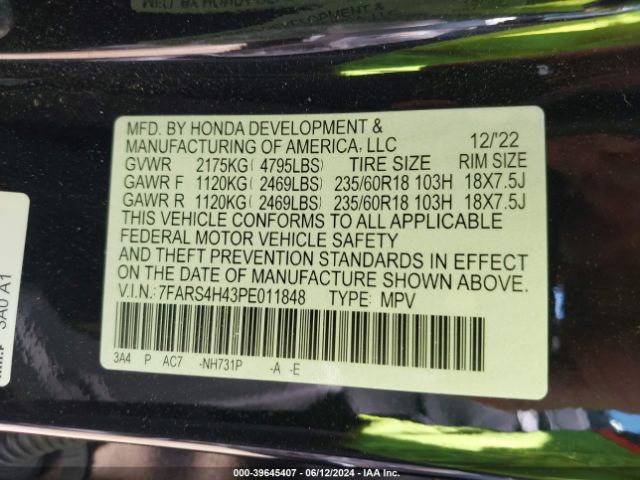 MFD. BY HONDA DEVELOPMENT &
MANUFACTURING OF AMERICA, LLC 12/'22
GVWR 2175KG( 4795LBS) TIRE SIZE RIM SIZE
GAWR F 1120KG( 2469LBS) 235/60R18 103H 18X7.5J
GAWR R 1120KG( 2469LBS) 235/60R18 103H 18X7.5J
THIS VEHICLE CONFORMS TO ALL APPLICABLE
FEDERAL MOTOR VEHICLE SAFETY
AND THEFT PREVENTION STANDARDS IN EFFECT
ON THE DATE OF MANUFACTURE SHOWN ABOVE.
V.I.N.: 7FARS4H43PE011848 TYPE: MPV
3A4 P AC7 -NH731P -A -E
3A0 A1
000-39645407 - 06/12/2024 - IAA Inc.